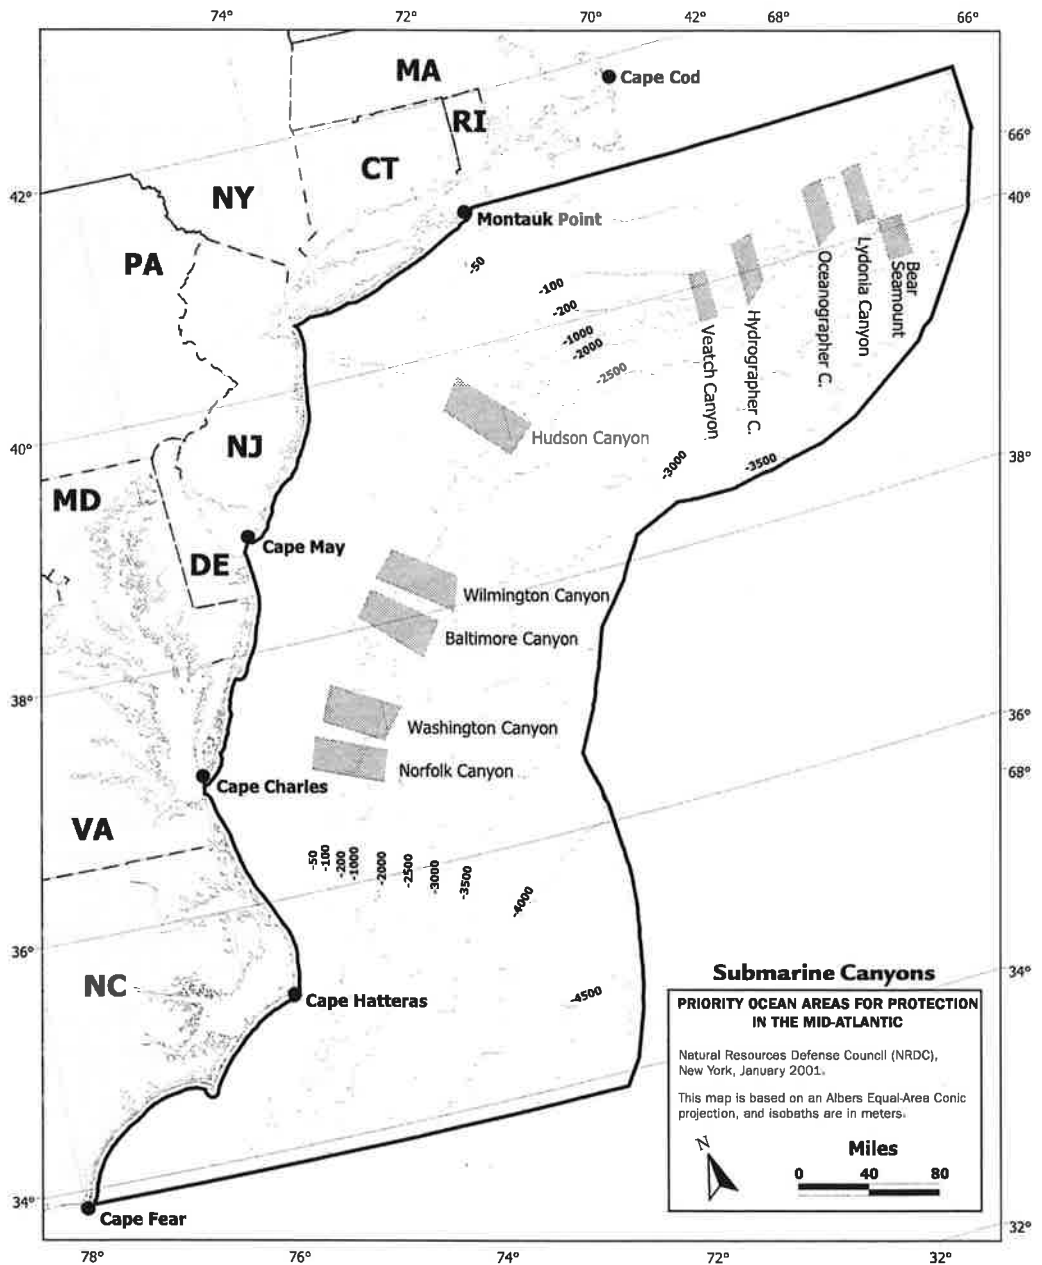 74°
72°
70°
42°
68°
66°
MA
Cape Cod
RI
66°
CT
42°
NY
40°
Montauk Point
PA
-50
-100
-200
-1000
-2000
-2500
Veatch Canyon
Hydrographer C.
Oceanographer C.
Lydonia Canyon
Bear
Seamount
Hudson Canyon
40°
NJ
-3000
-3500
38°
MD
Cape May
DE
Wilmington Canyon
Baltimore Canyon
38°
36°
Washington Canyon
Norfolk Canyon
68°
Cape Charles
VA
-50
-100
-200
-1000
-2000
-2500
-3000
-3500
-4000
36°
34°
NC
Cape Hatteras
-4500
Submarine Canyons
PRIORITY OCEAN AREAS FOR PROTECTION
IN THE MID-ATLANTIC
Natural Resources Defense Council (NRDC),
New York, January 2001.
This map is based on an Albers Equal-Area Conic
projection, and isobaths are in meters.
N
Miles
0 40 80
34°
Cape Fear
32°
78°
76°
74°
72°
32°